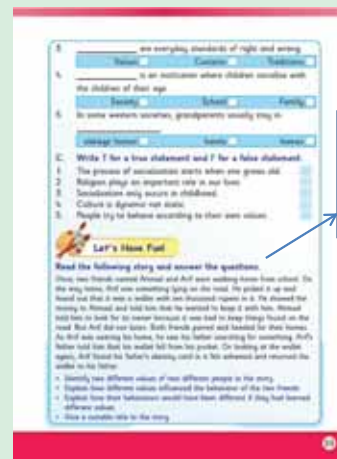 3. ________ are everyday standards of right and wrong.
Values Customs Traditions
4. ________ is an institution where children socialise with
the children of their age.
Society School Family
5. In some western societies, grandparents usually stay in
________
old-age homes hotels homes
C. Write T for a true statement and F for a false statement.
1. The process of socialisation starts when one grows old.
2. Religion plays an important role in our lives.
3. Socialisation only occurs in childhood.
4. Culture is dynamic not static.
5. People try to behave according to their own values.
Let's Have Fun!
Read the following story and answer the questions.
Once, two friends named Ahmad and Arif were walking home from school. On
the way home, Arif saw something lying on the road. He picked it up and
found out that it was a wallet with ten thousand rupees in it. He showed the
money to Ahmad and told him that he wanted to keep it with him. Ahmad
told him to look for its owner because it was bad to keep things found on the
road. But Arif did not listen. Both friends parted and headed for their homes.
As Arif was nearing his home, he saw his father searching for something. Arif's
father told him that his wallet fell from his pocket. On looking at the wallet
again, Arif found his father's identity card in it. He felt ashamed and returned the
wallet to his father.
• Identify two different values of two different people in the story.
• Explain how different values influenced the behaviour of the two friends.
• Explain how their behaviours would have been different if they had learned
different values.
• Give a suitable title to the story.